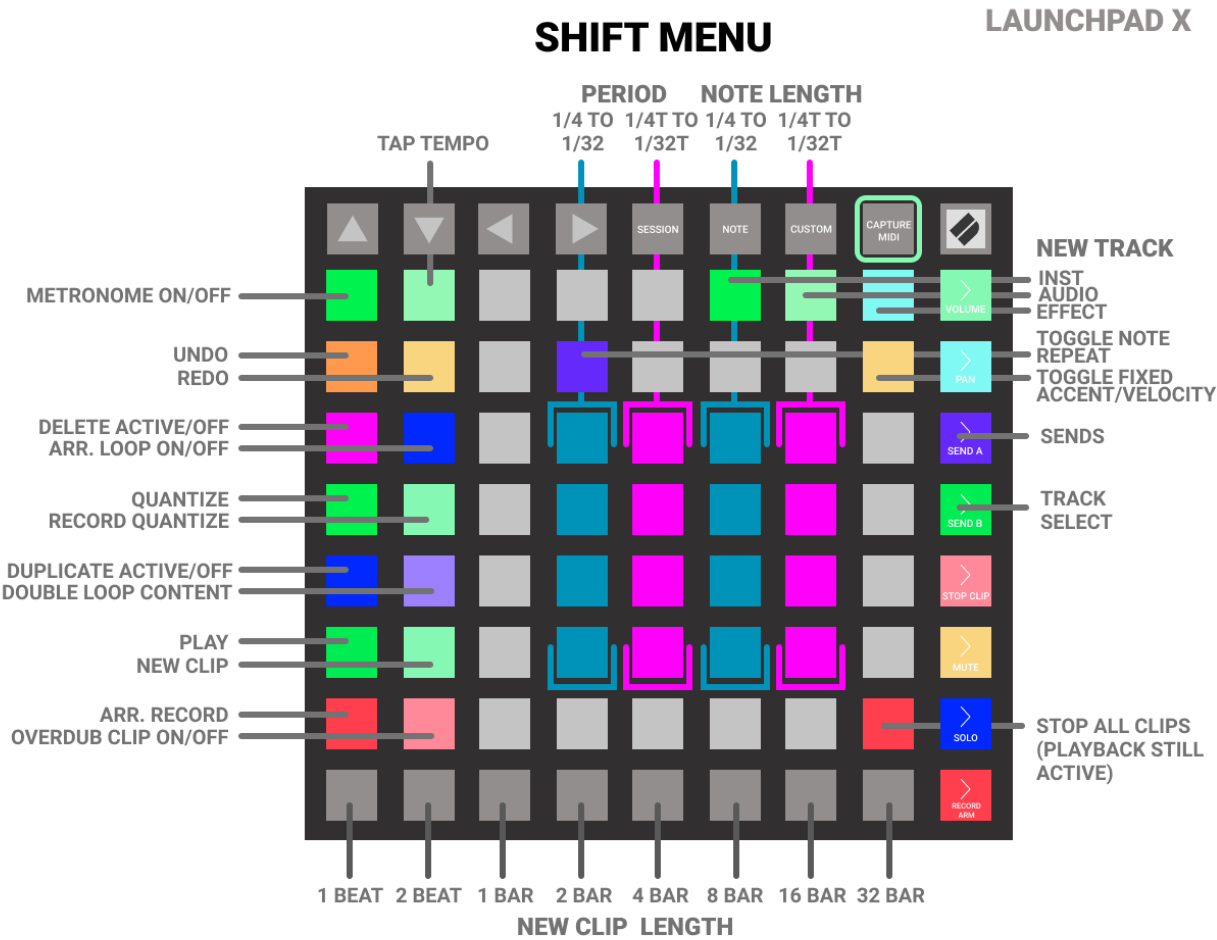 LAUNCHPAD X
SHIFT MENU
PERIOD
NOTE LENGTH
1/4 TO
1/32
1/4T TO
1/32T
1/4 TO
1/32
1/4T TO
1/32T
TAP TEMPO
SESSION
NOTE
CUSTOM
CAPTURE
MIDI
NEW TRACK
INST
AUDIO
EFFECT
METRONOME ON/OFF
VOLUME
UNDO
REDO
TOGGLE NOTE
REPEAT
TOGGLE FIXED
ACCENT/VELOCITY
PAN
DELETE ACTIVE/OFF
ARR. LOOP ON/OFF
SEND A
SENDS
QUANTIZE
RECORD QUANTIZE
SEND B
TRACK
SELECT
DUPLICATE ACTIVE/OFF
DOUBLE LOOP CONTENT
STOP CLIP
PLAY
NEW CLIP
MUTE
ARR. RECORD
OVERDUB CLIP ON/OFF
SOLO
STOP ALL CLIPS
(PLAYBACK STILL
ACTIVE)
RECORD
ARM
1 BEAT
2 BEAT
1 BAR
2 BAR
4 BAR
8 BAR
16 BAR
32 BAR
NEW CLIP LENGTH